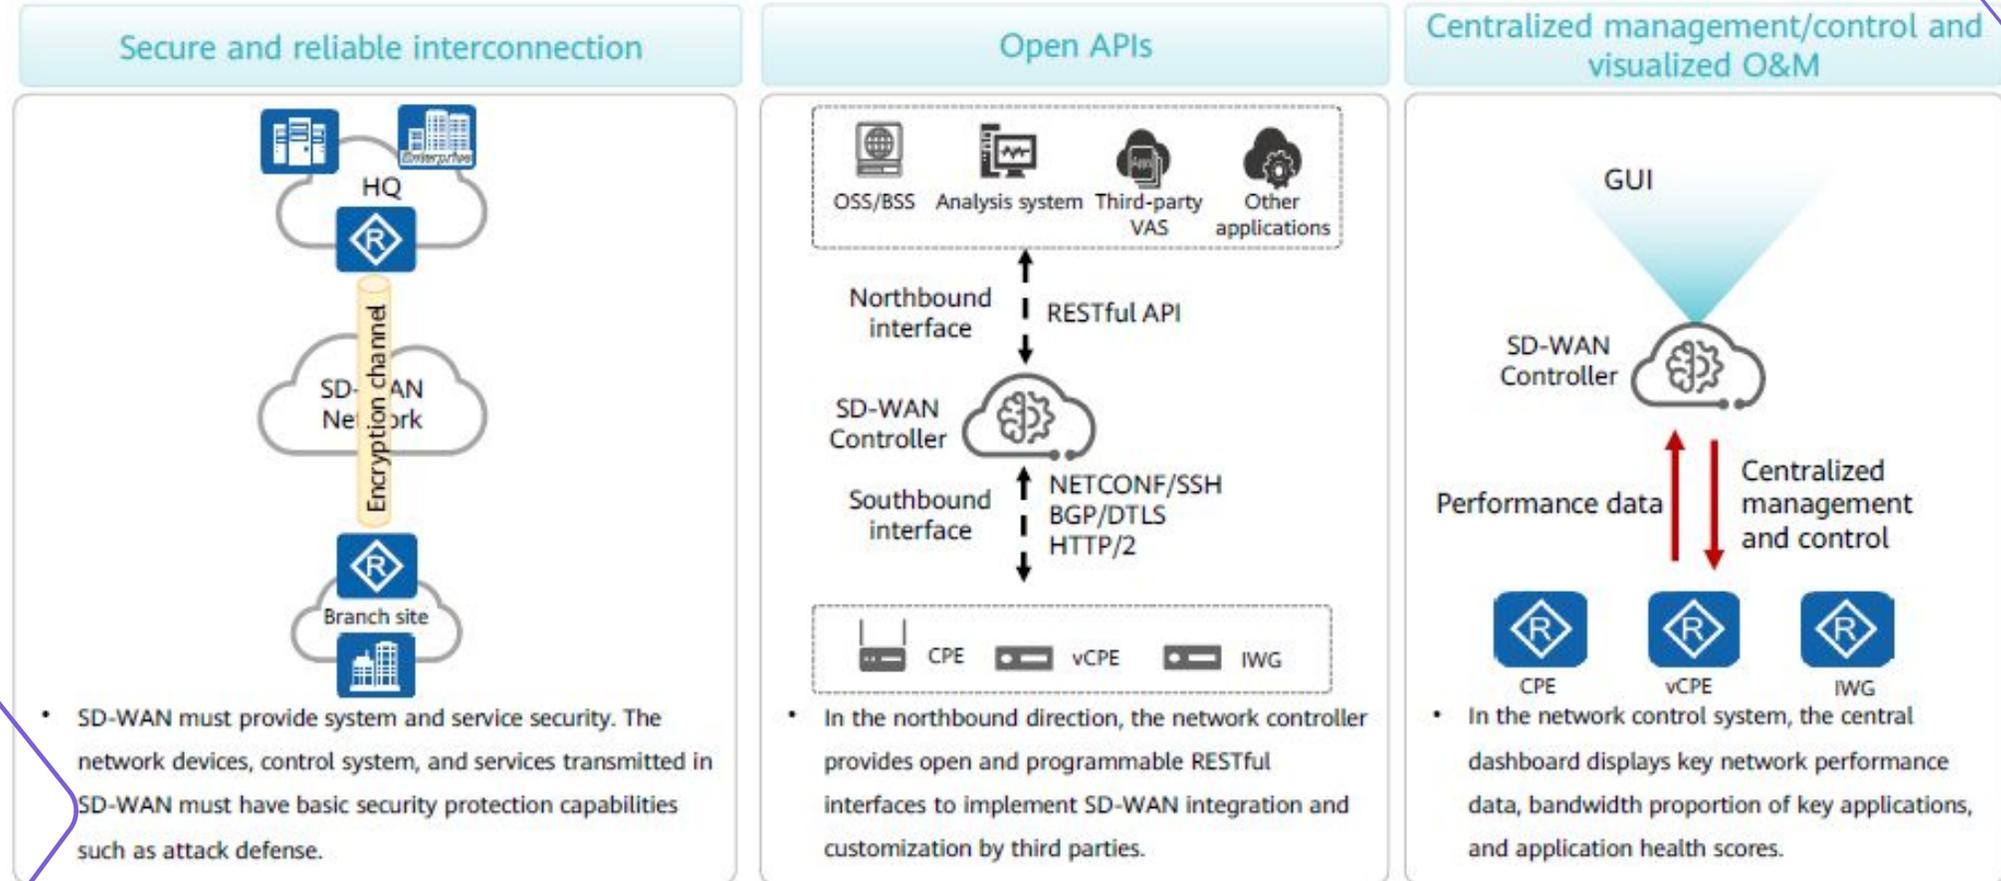 Secure and reliable interconnection
Enterprise
HQ
Encryption channel
SD-WAN
Network
Branch site
• SD-WAN must provide system and service security. The
network devices, control system, and services transmitted in
SD-WAN must have basic security protection capabilities
such as attack defense.
Open APIs
OSS/BSS
Analysis system
Third-party
VAS
App
Other
applications
Northbound
interface
RESTful API
SD-WAN
Controller
Southbound
interface
NETCONF/SSH
BGP/DTLS
HTTP/2
CPE
vCPE
IWG
• In the northbound direction, the network controller
provides open and programmable RESTful
interfaces to implement SD-WAN integration and
customization by third parties.
Centralized management/control and
visualized O&M
GUI
SD-WAN
Controller
Performance data
Centralized
management
and control
R
R
R
R
R
CPE
vCPE
IWG
• In the network control system, the central
dashboard displays key network performance
data, bandwidth proportion of key applications,
and application health scores.